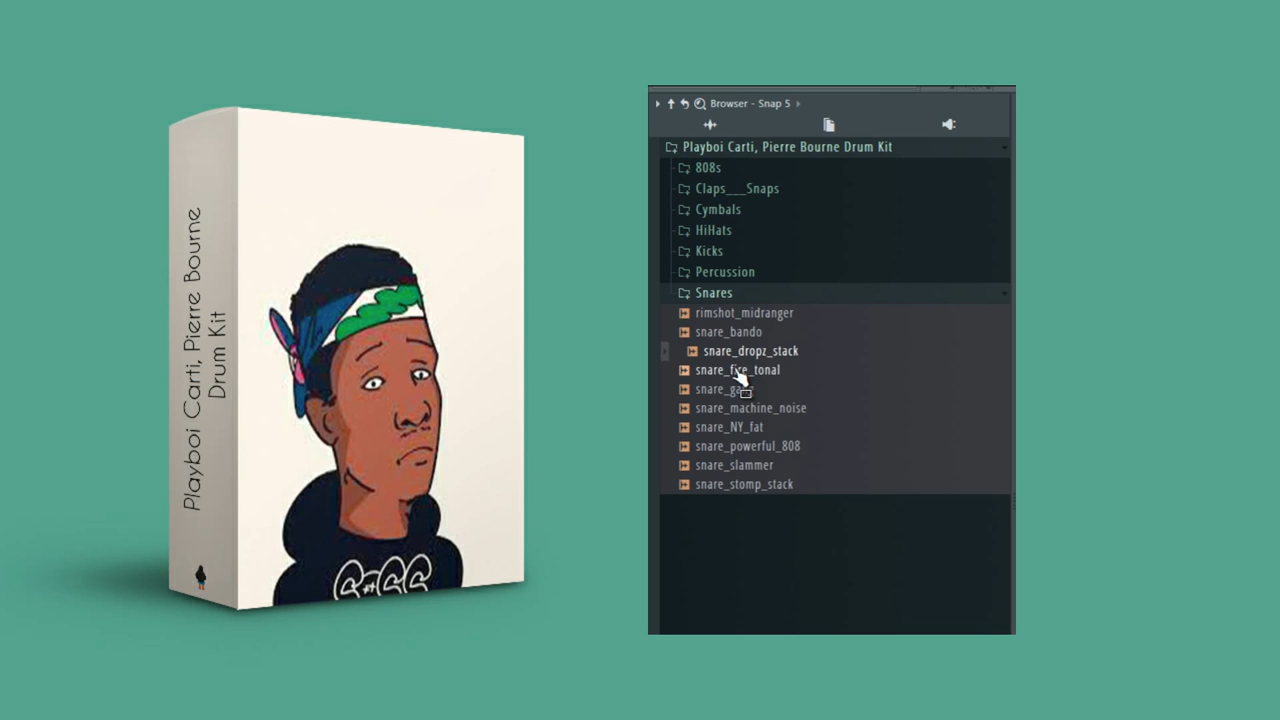 Playboi Carti, Pierre Bourne
Drum Kit
Browser - Snap 5
Playboi Carti, Pierre Bourne Drum Kit
808s
Claps___Snaps
Cymbals
HiHats
Kicks
Percussion
Snares
rimshot_midranger
snare_bando
snare_dropz_stack
snare_fire_tonal
snare_machine_noise
snare_NY_fat
snare_powerful_808
snare_slammer
snare_stomp_stack